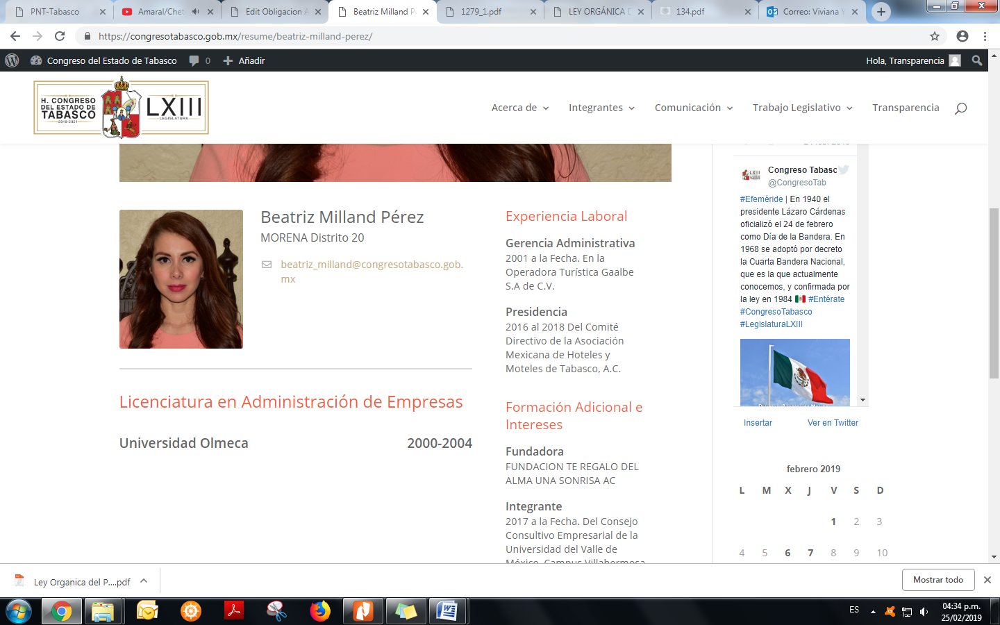 PNT-Tabasco
Amaral/Chet
Edit Obligacion A
Beatriz Milland P
1279_1.pdf
LEY ORGÁNICA D
134.pdf
Correo: Viviana Y
https://congresotabasco.gob.mx/resume/beatriz-milland-perez/
Congreso del Estado de Tabasco 0 Añadir
Hola, Transparencia
H. CONGRESO
DEL ESTADO DE
TABASCO
2018-2021
LXIII
LEGISLATURA
Acerca de
Integrantes
Comunicación
Trabajo Legislativo
Transparencia
Beatriz Milland Pérez
MORENA Distrito 20
beatriz_milland@congresotabasco.gob.
mx
Licenciatura en Administración de Empresas
Universidad Olmeca 2000-2004
Experiencia Laboral
Gerencia Administrativa
2001 a la Fecha. En la
Operadora Turística Gaalbe
S.A de C.V.
Presidencia
2016 al 2018 Del Comité
Directivo de la Asociación
Mexicana de Hoteles y
Moteles de Tabasco, A.C.
Formación Adicional e
Intereses
Fundadora
FUNDACION TE REGALO DEL
ALMA UNA SONRISA AC
Integrante
2017 a la Fecha. Del Consejo
Consultivo Empresarial de la
Universidad del Valle de
México, Campus Villahermosa
Congreso Tabasc
@CongresoTab
#Efeméride | En 1940 el
presidente Lázaro Cárdenas
oficializó el 24 de febrero
como Día de la Bandera. En
1968 se adoptó por decreto
la Cuarta Bandera Nacional,
que es la que actualmente
conocemos, y confirmada por
la ley en 1984 #Entérate
#CongresoTabasco
#LegislaturaLXIII
Insertar Ver en Twitter
febrero 2019
L M X J V S D
1 2 3
4 5 6 7 8 9 10
Ley Organica del P....pdf
Mostrar todo
ES
04:34 p.m.
25/02/2019